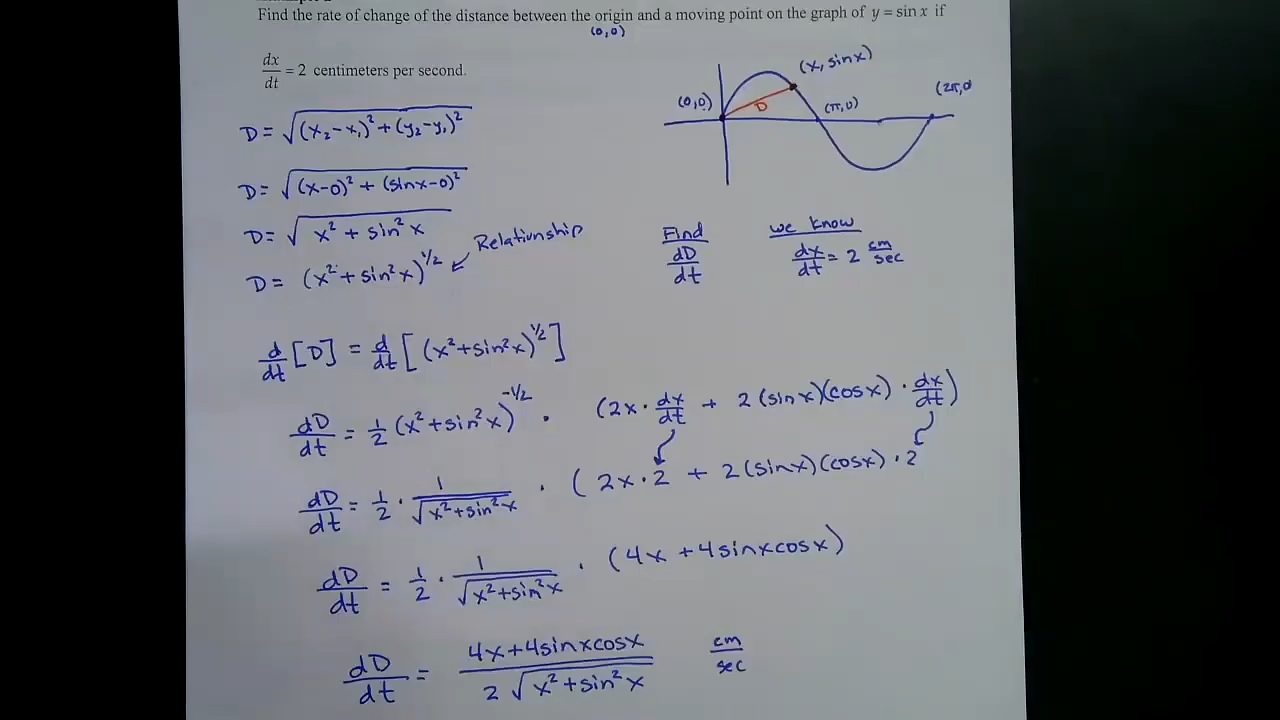 Find the rate of change of the distance between the origin and a moving point on the graph of y = sin x if
(0,0)
dx/dt = 2 centimeters per second.
(0,0)
D
(x, sinx)
(π,0)
(2π,0
D = √((x₂-x₁)² + (y₂-y₁)²)
D = √((x-0)² + (sinx-0)²)
D = √(x² + sin²x)
Relationship
D = (x² + sin²x)^1/2
Find
dD/dt
we know
dx/dt = 2 cm/sec
d/dt [D] = d/dt [(x²+sin²x)^1/2]
dD/dt = 1/2 (x²+sin²x)^-1/2 · (2x · dx/dt + 2(sinx)(cosx) · dx/dt)
dD/dt = 1/2 · 1/√(x²+sin²x) · (2x·2 + 2(sinx)(cosx)·2
dD/dt = 1/2 · 1/√(x²+sin²x) · (4x + 4sinxcosx)
dD/dt = (4x+4sinxcosx)/(2√(x²+sin²x)) cm/sec